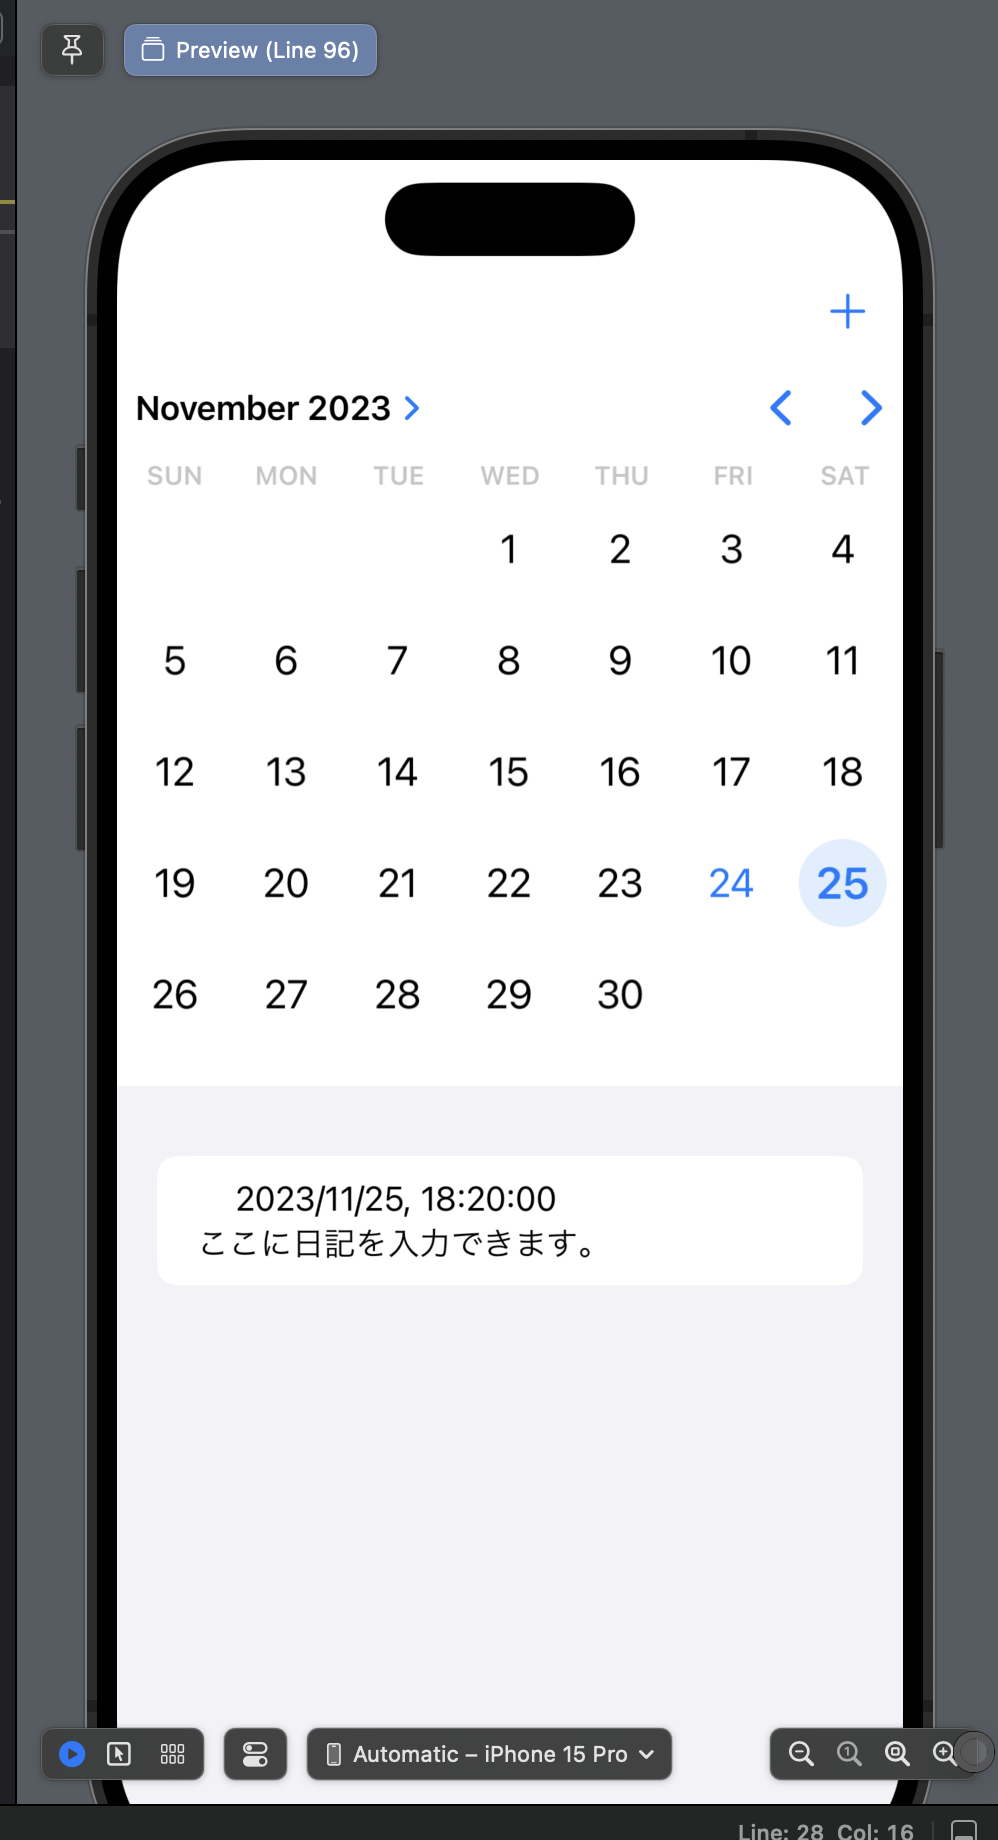 Preview (Line 96)
November 2023
SUN MON TUE WED THU FRI SAT
1 2 3 4
5 6 7 8 9 10 11
12 13 14 15 16 17 18
19 20 21 22 23 24 25
26 27 28 29 30
2023/11/25, 18:20:00
ここに日記を入力できます。
Automatic – iPhone 15 Pro
Line: 28 Col: 16